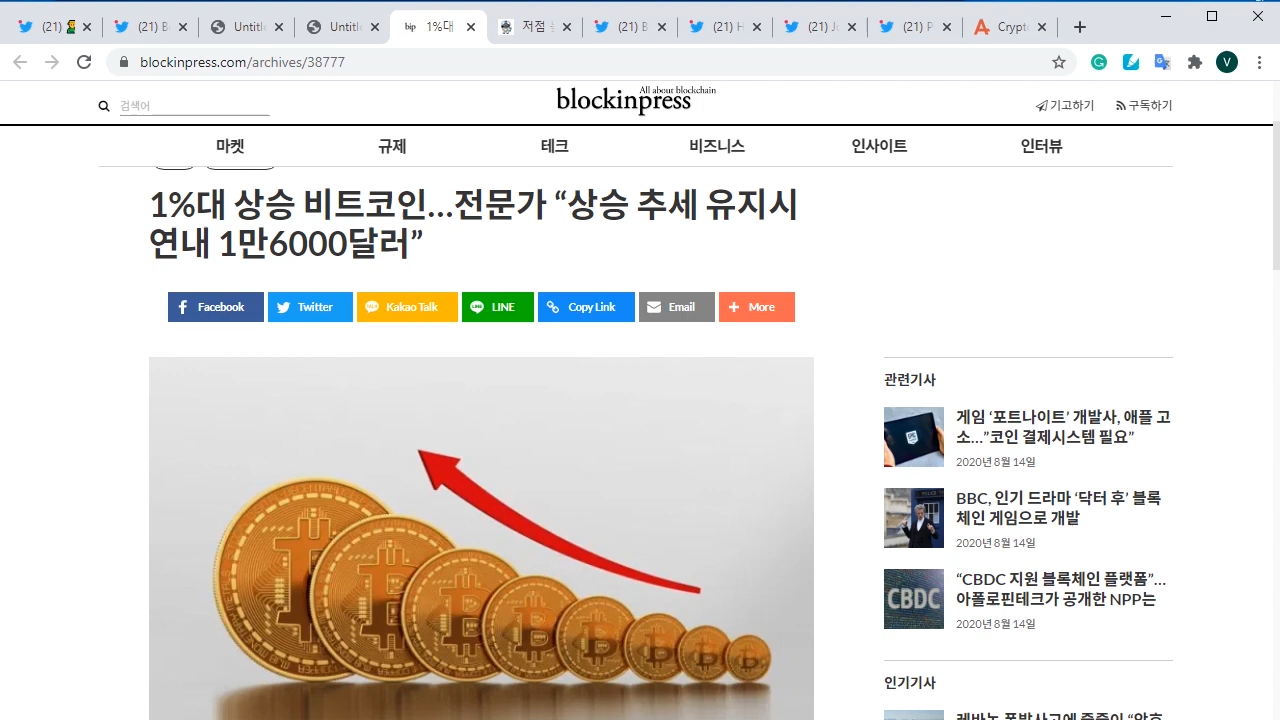 (21)
(21) B
Untitle
Untitle
bip 1%대
저점
(21) B
(21) H
(21) J
(21) P
Crypt
blockinpress.com/archives/38777
V
검색어
All about blockchain
blockinpress
기고하기
구독하기
마켓 규제 테크 비즈니스 인사이트 인터뷰
1%대 상승 비트코인…전문가 “상승 추세 유지시
연내 1만6000달러”
Facebook Twitter Kakao Talk LINE Copy Link Email More
관련기사
게임 ‘포트나이트’ 개발사, 애플 고
소…”코인 결제시스템 필요”
2020년 8월 14일
BBC, 인기 드라마 ‘닥터 후’ 블록
체인 게임으로 개발
2020년 8월 14일
CBDC
“CBDC 지원 블록체인 플랫폼”…
아폴로핀테크가 공개한 NPP는
2020년 8월 14일
인기기사